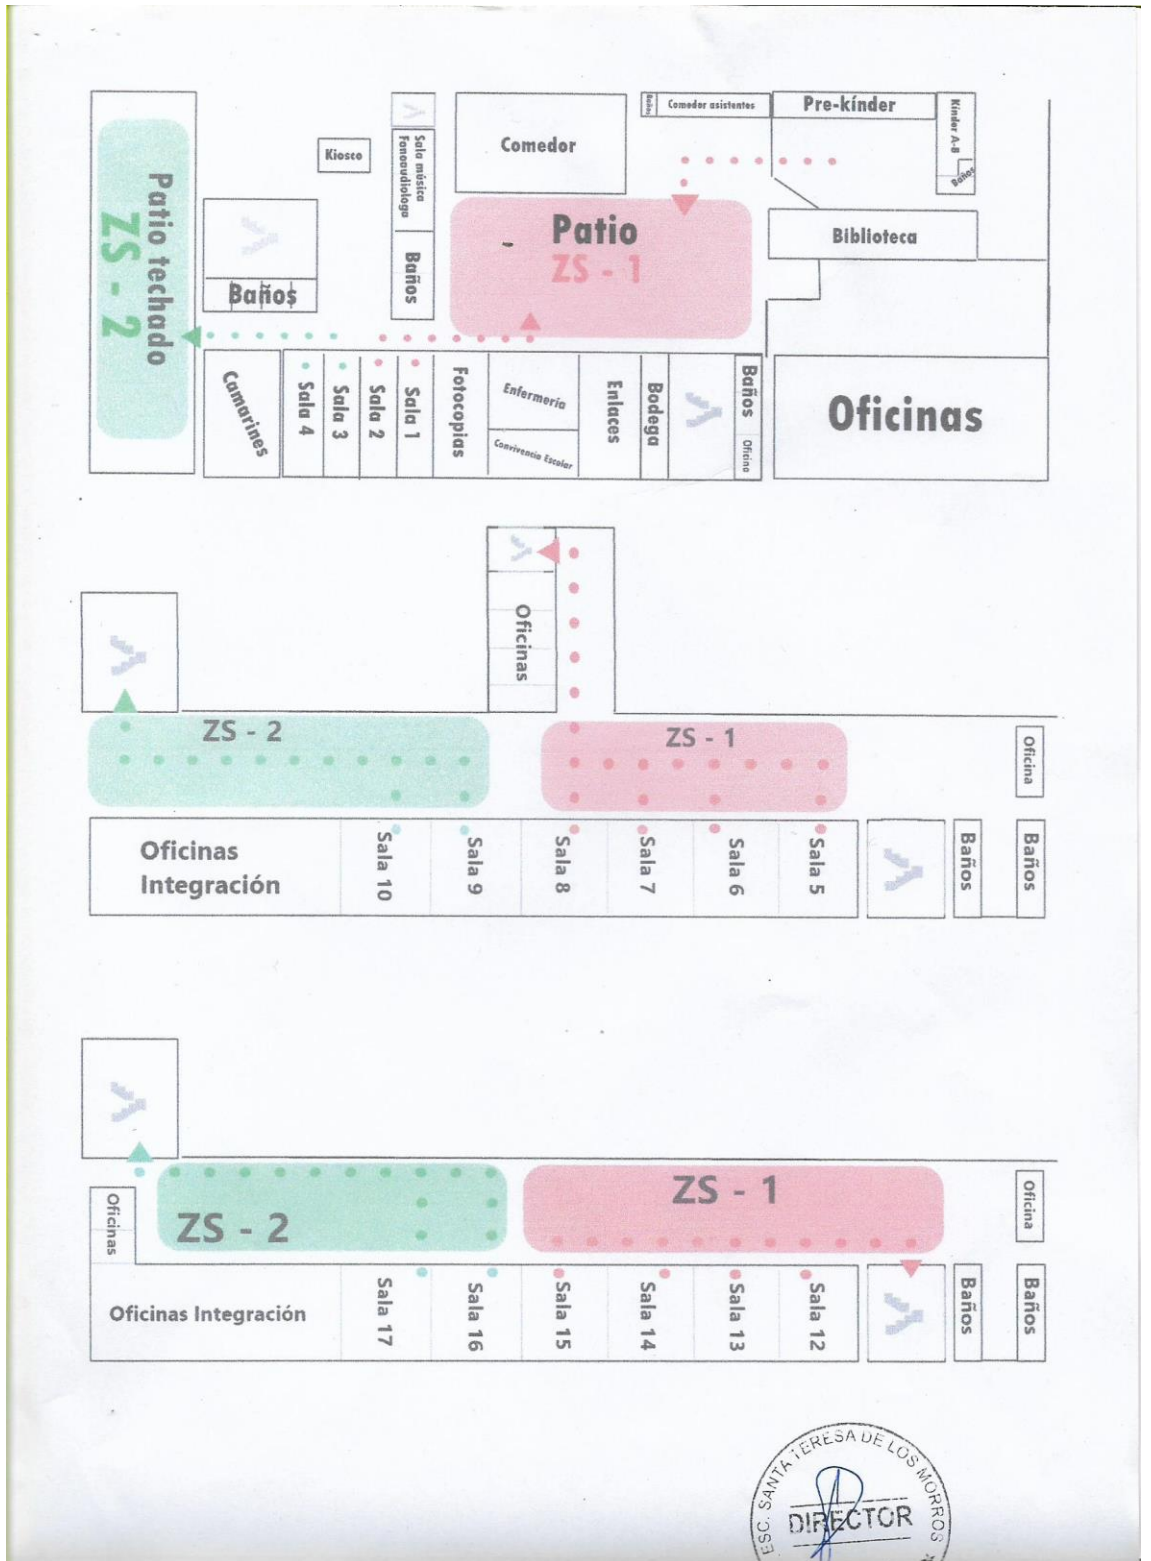 Patio techado
ZS - 2
Kiosco
Baños
Sala música
Fonoaudiologa
Baños
Comedor
Baños
Comedor asistentes
Pre-kínder
Kínder A-B
Baños
Patio
ZS - 1
Biblioteca
Camarines
Sala 4
Sala 3
Sala 2
Sala 1
Fotocopias
Enfermería
Convivencia Escolar
Enlaces
Bodega
Baños
Oficina
Oficinas
Oficinas
ZS - 2
ZS - 1
Oficina
Oficinas
Integración
Sala 10
Sala 9
Sala 8
Sala 7
Sala 6
Sala 5
Baños
Baños
ZS - 2
ZS - 1
Oficina
Oficinas
Oficinas Integración
Sala 17
Sala 16
Sala 15
Sala 14
Sala 13
Sala 12
Baños
Baños
ESC. SANTA TERESA DE LOS MORROS
DIRECTOR